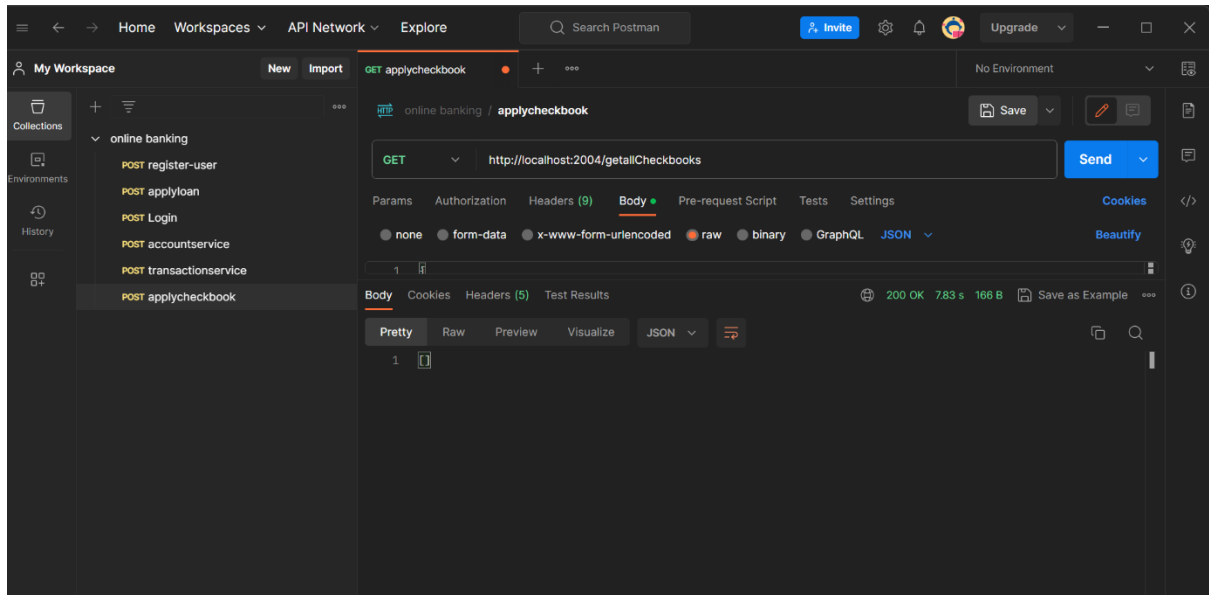 Home Workspaces API Network Explore Search Postman Invite Upgrade
My Workspace New Import GET applycheckbook No Environment
Collections
Environments
History
online banking
POST register-user
POST applyloan
POST Login
POST accountservice
POST transactionservice
POST applycheckbook
HTTP online banking / applycheckbook Save
GET http://localhost:2004/getallCheckbooks Send
Params Authorization Headers (9) Body Pre-request Script Tests Settings Cookies
none form-data x-www-form-urlencoded raw binary GraphQL JSON Beautify
1 {
Body Cookies Headers (5) Test Results 200 OK 7.83 s 166 B Save as Example
Pretty Raw Preview Visualize JSON
1 []